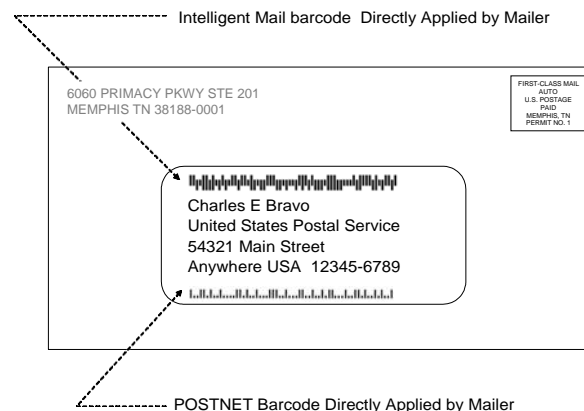 Intelligent Mail barcode Directly Applied by Mailer
6060 PRIMACY PKWY STE 201
MEMPHIS TN 38188-0001
FIRST-CLASS MAIL
AUTO
U.S. POSTAGE
PAID
MEMPHIS, TN
PERMIT NO. 1
Charles E Bravo
United States Postal Service
54321 Main Street
Anywhere USA 12345-6789
POSTNET Barcode Directly Applied by Mailer